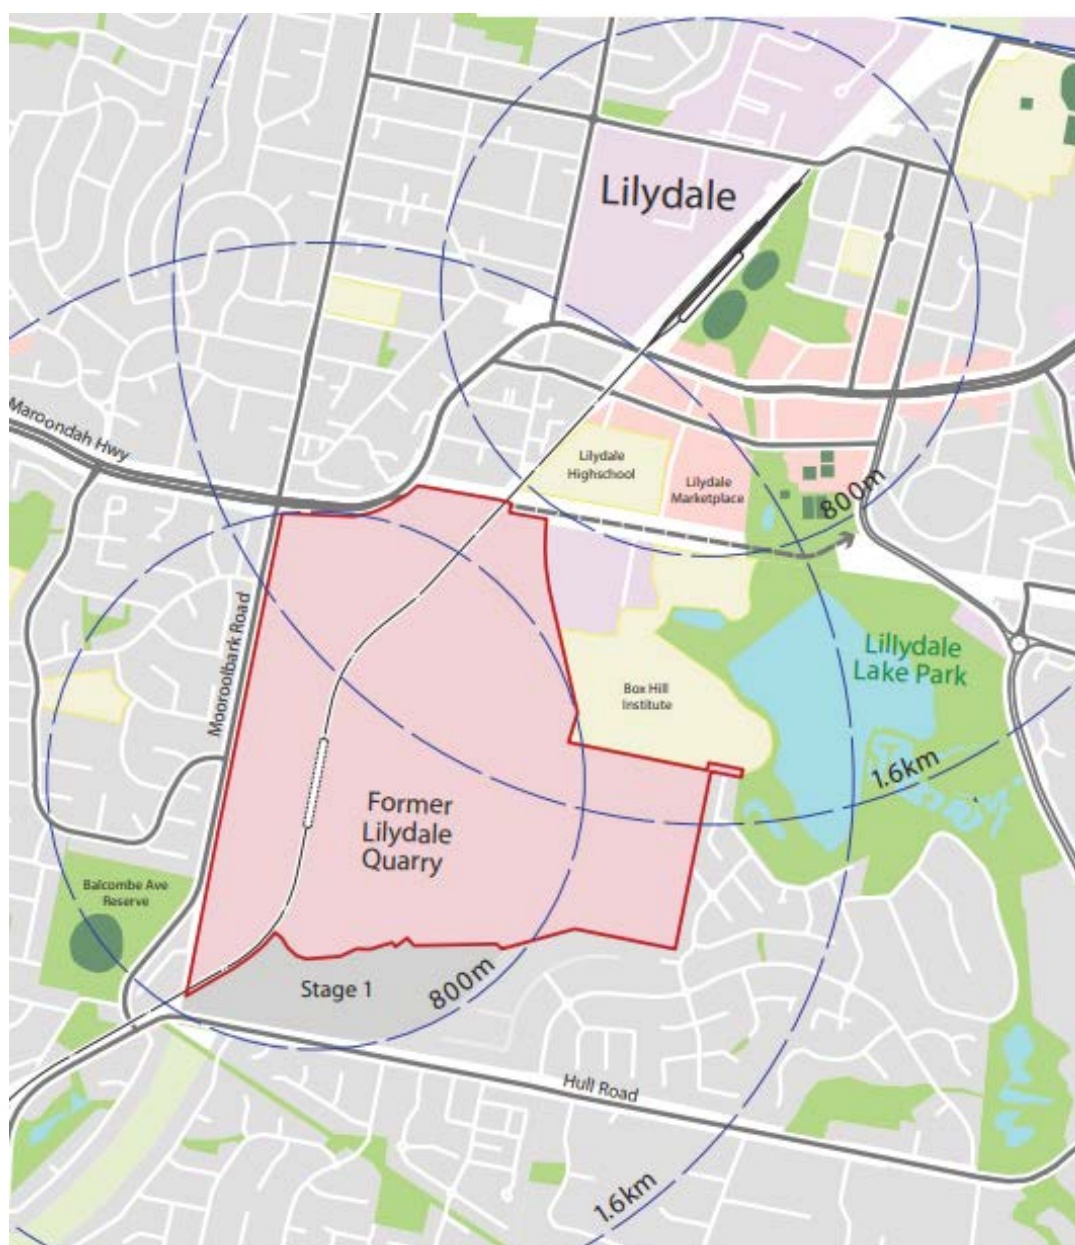 Lilydale
Maroondah Hwy
Lilydale
Highschool
Lilydale
Marketplace
800m
Mooroolbark Road
Lillydale
Lake Park
Box Hill
Institute
1.6km
Former
Lilydale
Quarry
Balcombe Ave
Reserve
Stage 1
800m
Hull Road
1.6km